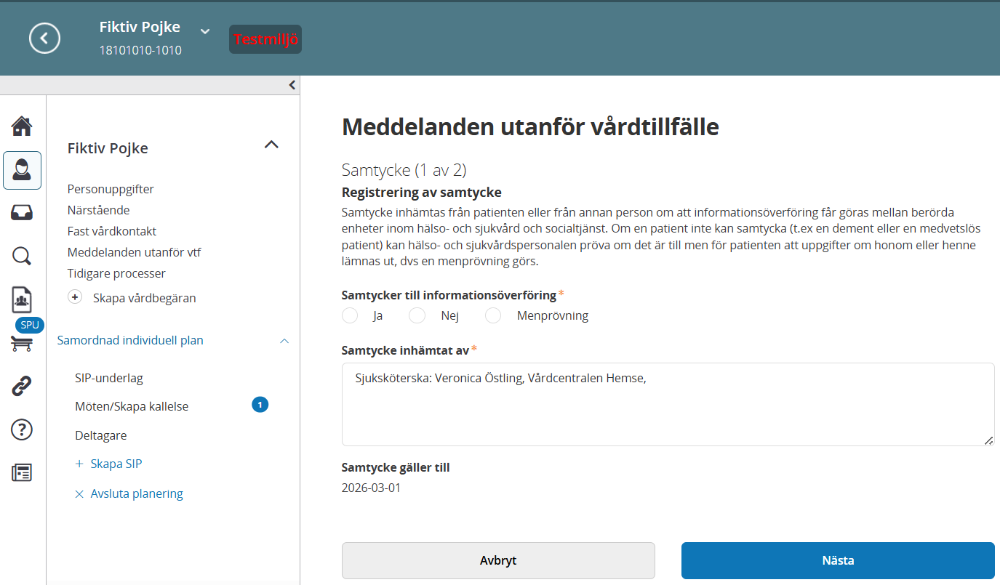 Fiktiv Pojke
18101010-1010
Testmiljö
Fiktiv Pojke
Personuppgifter
Närstående
Fast vårdkontakt
Meddelanden utanför vtf
Tidigare processer
Skapa vårdbegäran
SPU
Samordnad individuell plan
SIP-underlag
Möten/Skapa kallelse 1
Deltagare
+ Skapa SIP
× Avsluta planering
Meddelanden utanför vårdtillfälle
Samtycke (1 av 2)
Registrering av samtycke
Samtycke inhämtas från patienten eller från annan person om att informationsöverföring får göras mellan berörda
enheter inom hälso- och sjukvård och socialtjänst. Om en patient inte kan samtycka (t.ex en dement eller en medvetslös
patient) kan hälso- och sjukvårdspersonalen pröva om det är till men för patienten att uppgifter om honom eller henne
lämnas ut, dvs en menprövning görs.
Samtycker till informationsöverföring *
Ja Nej Menprövning
Samtycke inhämtat av *
Sjuksköterska: Veronica Östling, Vårdcentralen Hemse,
Samtycke gäller till
2026-03-01
Avbryt Nästa